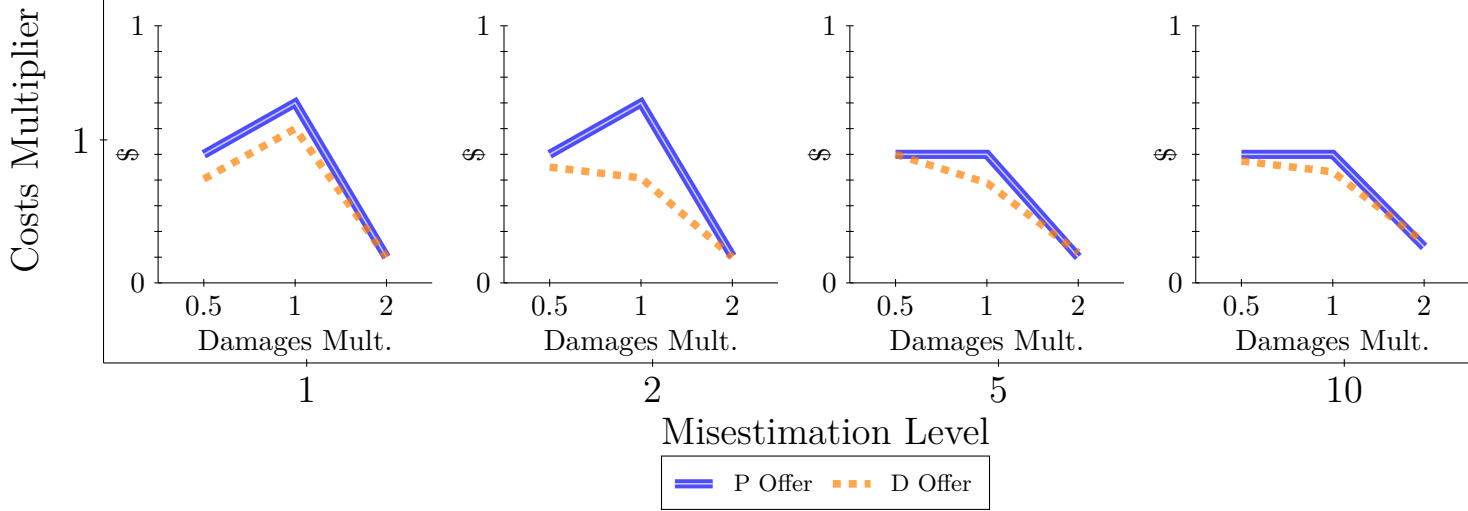 Costs Multiplier
1
1
$
0
0.5 1 2
Damages Mult.
1
$
0
0.5 1 2
Damages Mult.
1
$
0
0.5 1 2
Damages Mult.
1
$
0
0.5 1 2
Damages Mult.
1 2 5 10
Misestimation Level
P Offer D Offer